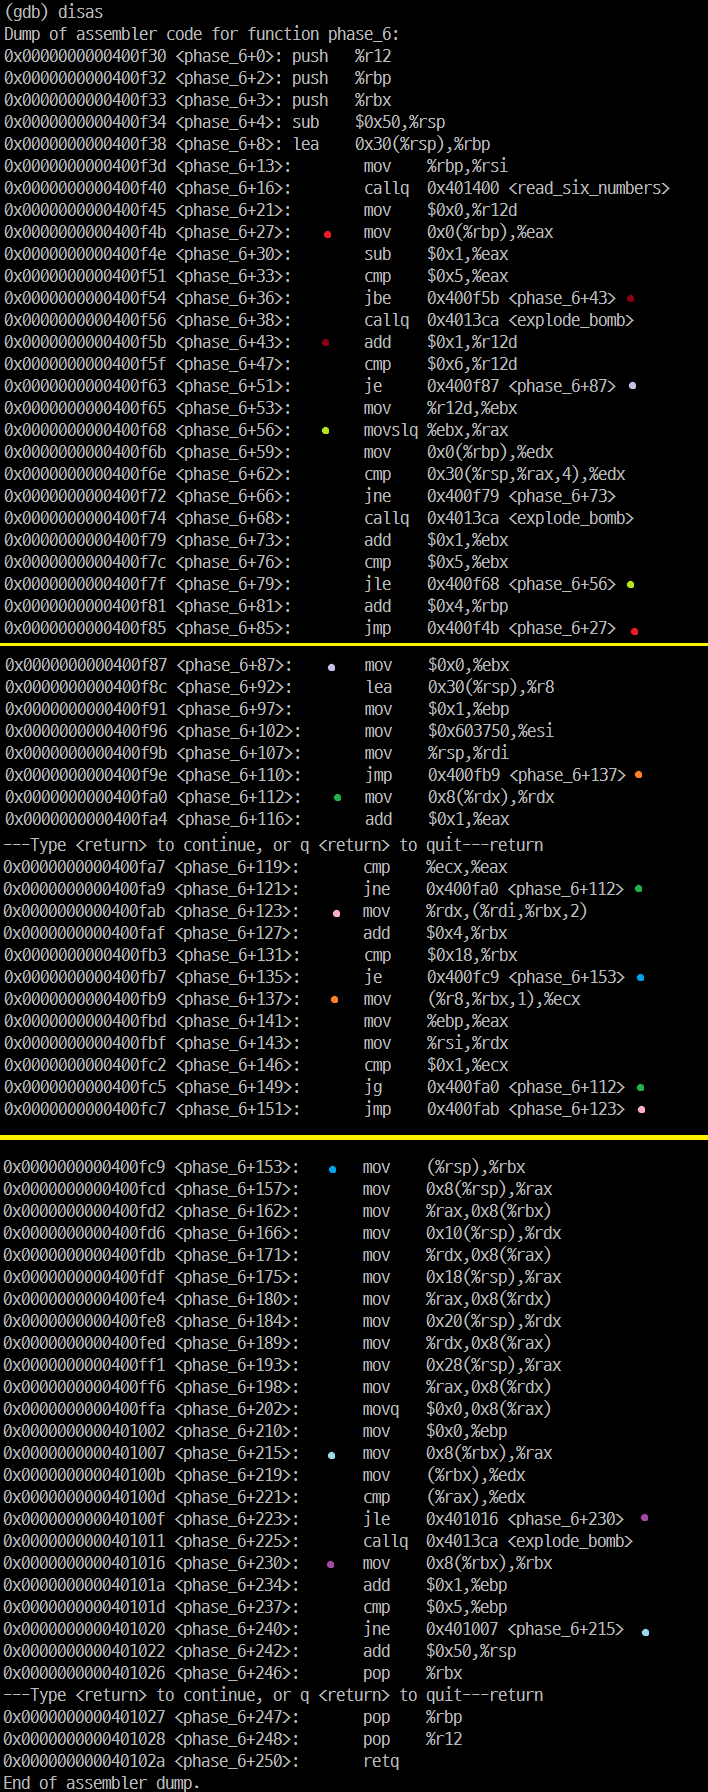 (gdb) disas
Dump of assembler code for function phase_6:
0x0000000000400f30 <phase_6+0>: push   %r12
0x0000000000400f32 <phase_6+2>: push   %rbp
0x0000000000400f33 <phase_6+3>: push   %rbx
0x0000000000400f34 <phase_6+4>: sub    $0x50,%rsp
0x0000000000400f38 <phase_6+8>: lea    0x30(%rsp),%rbp
0x0000000000400f3d <phase_6+13>:        mov    %rbp,%rsi
0x0000000000400f40 <phase_6+16>:        callq  0x401400 <read_six_numbers>
0x0000000000400f45 <phase_6+21>:        mov    $0x0,%r12d
0x0000000000400f4b <phase_6+27>:        mov    0x0(%rbp),%eax
0x0000000000400f4e <phase_6+30>:        sub    $0x1,%eax
0x0000000000400f51 <phase_6+33>:        cmp    $0x5,%eax
0x0000000000400f54 <phase_6+36>:        jbe    0x400f5b <phase_6+43>
0x0000000000400f56 <phase_6+38>:        callq  0x4013ca <explode_bomb>
0x0000000000400f5b <phase_6+43>:        add    $0x1,%r12d
0x0000000000400f5f <phase_6+47>:        cmp    $0x6,%r12d
0x0000000000400f63 <phase_6+51>:        je     0x400f87 <phase_6+87>
0x0000000000400f65 <phase_6+53>:        mov    %r12d,%ebx
0x0000000000400f68 <phase_6+56>:        movslq %ebx,%rax
0x0000000000400f6b <phase_6+59>:        mov    0x0(%rbp),%edx
0x0000000000400f6e <phase_6+62>:        cmp    0x30(%rsp,%rax,4),%edx
0x0000000000400f72 <phase_6+66>:        jne    0x400f79 <phase_6+73>
0x0000000000400f74 <phase_6+68>:        callq  0x4013ca <explode_bomb>
0x0000000000400f79 <phase_6+73>:        add    $0x1,%ebx
0x0000000000400f7c <phase_6+76>:        cmp    $0x5,%ebx
0x0000000000400f7f <phase_6+79>:        jle    0x400f68 <phase_6+56>
0x0000000000400f81 <phase_6+81>:        add    $0x4,%rbp
0x0000000000400f85 <phase_6+85>:        jmp    0x400f4b <phase_6+27>
0x0000000000400f87 <phase_6+87>:        mov    $0x0,%ebx
0x0000000000400f8c <phase_6+92>:        lea    0x30(%rsp),%r8
0x0000000000400f91 <phase_6+97>:        mov    $0x1,%ebp
0x0000000000400f96 <phase_6+102>:       mov    $0x603750,%esi
0x0000000000400f9b <phase_6+107>:       mov    %rsp,%rdi
0x0000000000400f9e <phase_6+110>:       jmp    0x400fb9 <phase_6+137>
0x0000000000400fa0 <phase_6+112>:       mov    0x8(%rdx),%rdx
0x0000000000400fa4 <phase_6+116>:       add    $0x1,%eax
---Type <return> to continue, or q <return> to quit---return
0x0000000000400fa7 <phase_6+119>:       cmp    %ecx,%eax
0x0000000000400fa9 <phase_6+121>:       jne    0x400fa0 <phase_6+112>
0x0000000000400fab <phase_6+123>:       mov    %rdx,(%rdi,%rbx,2)
0x0000000000400faf <phase_6+127>:       add    $0x4,%rbx
0x0000000000400fb3 <phase_6+131>:       cmp    $0x18,%rbx
0x0000000000400fb7 <phase_6+135>:       je     0x400fc9 <phase_6+153>
0x0000000000400fb9 <phase_6+137>:       mov    (%r8,%rbx,1),%ecx
0x0000000000400fbd <phase_6+141>:       mov    %ebp,%eax
0x0000000000400fbf <phase_6+143>:       mov    %rsi,%rdx
0x0000000000400fc2 <phase_6+146>:       cmp    $0x1,%ecx
0x0000000000400fc5 <phase_6+149>:       jg     0x400fa0 <phase_6+112>
0x0000000000400fc7 <phase_6+151>:       jmp    0x400fab <phase_6+123>
0x0000000000400fc9 <phase_6+153>:       mov    (%rsp),%rbx
0x0000000000400fcd <phase_6+157>:       mov    0x8(%rsp),%rax
0x0000000000400fd2 <phase_6+162>:       mov    %rax,0x8(%rbx)
0x0000000000400fd6 <phase_6+166>:       mov    0x10(%rsp),%rdx
0x0000000000400fdb <phase_6+171>:       mov    %rdx,0x8(%rax)
0x0000000000400fdf <phase_6+175>:       mov    0x18(%rsp),%rax
0x0000000000400fe4 <phase_6+180>:       mov    %rax,0x8(%rdx)
0x0000000000400fe8 <phase_6+184>:       mov    0x20(%rsp),%rdx
0x0000000000400fed <phase_6+189>:       mov    %rdx,0x8(%rax)
0x0000000000400ff1 <phase_6+193>:       mov    0x28(%rsp),%rax
0x0000000000400ff6 <phase_6+198>:       mov    %rax,0x8(%rdx)
0x0000000000400ffa <phase_6+202>:       movq   $0x0,0x8(%rax)
0x0000000000401002 <phase_6+210>:       mov    $0x0,%ebp
0x0000000000401007 <phase_6+215>:       mov    0x8(%rbx),%rax
0x000000000040100b <phase_6+219>:       mov    (%rbx),%edx
0x000000000040100d <phase_6+221>:       cmp    (%rax),%edx
0x000000000040100f <phase_6+223>:       jle    0x401016 <phase_6+230>
0x0000000000401011 <phase_6+225>:       callq  0x4013ca <explode_bomb>
0x0000000000401016 <phase_6+230>:       mov    0x8(%rbx),%rbx
0x000000000040101a <phase_6+234>:       add    $0x1,%ebp
0x000000000040101d <phase_6+237>:       cmp    $0x5,%ebp
0x0000000000401020 <phase_6+240>:       jne    0x401007 <phase_6+215>
0x0000000000401022 <phase_6+242>:       add    $0x50,%rsp
0x0000000000401026 <phase_6+246>:       pop    %rbx
---Type <return> to continue, or q <return> to quit---return
0x0000000000401027 <phase_6+247>:       pop    %rbp
0x0000000000401028 <phase_6+248>:       pop    %r12
0x000000000040102a <phase_6+250>:       retq
End of assembler dump.